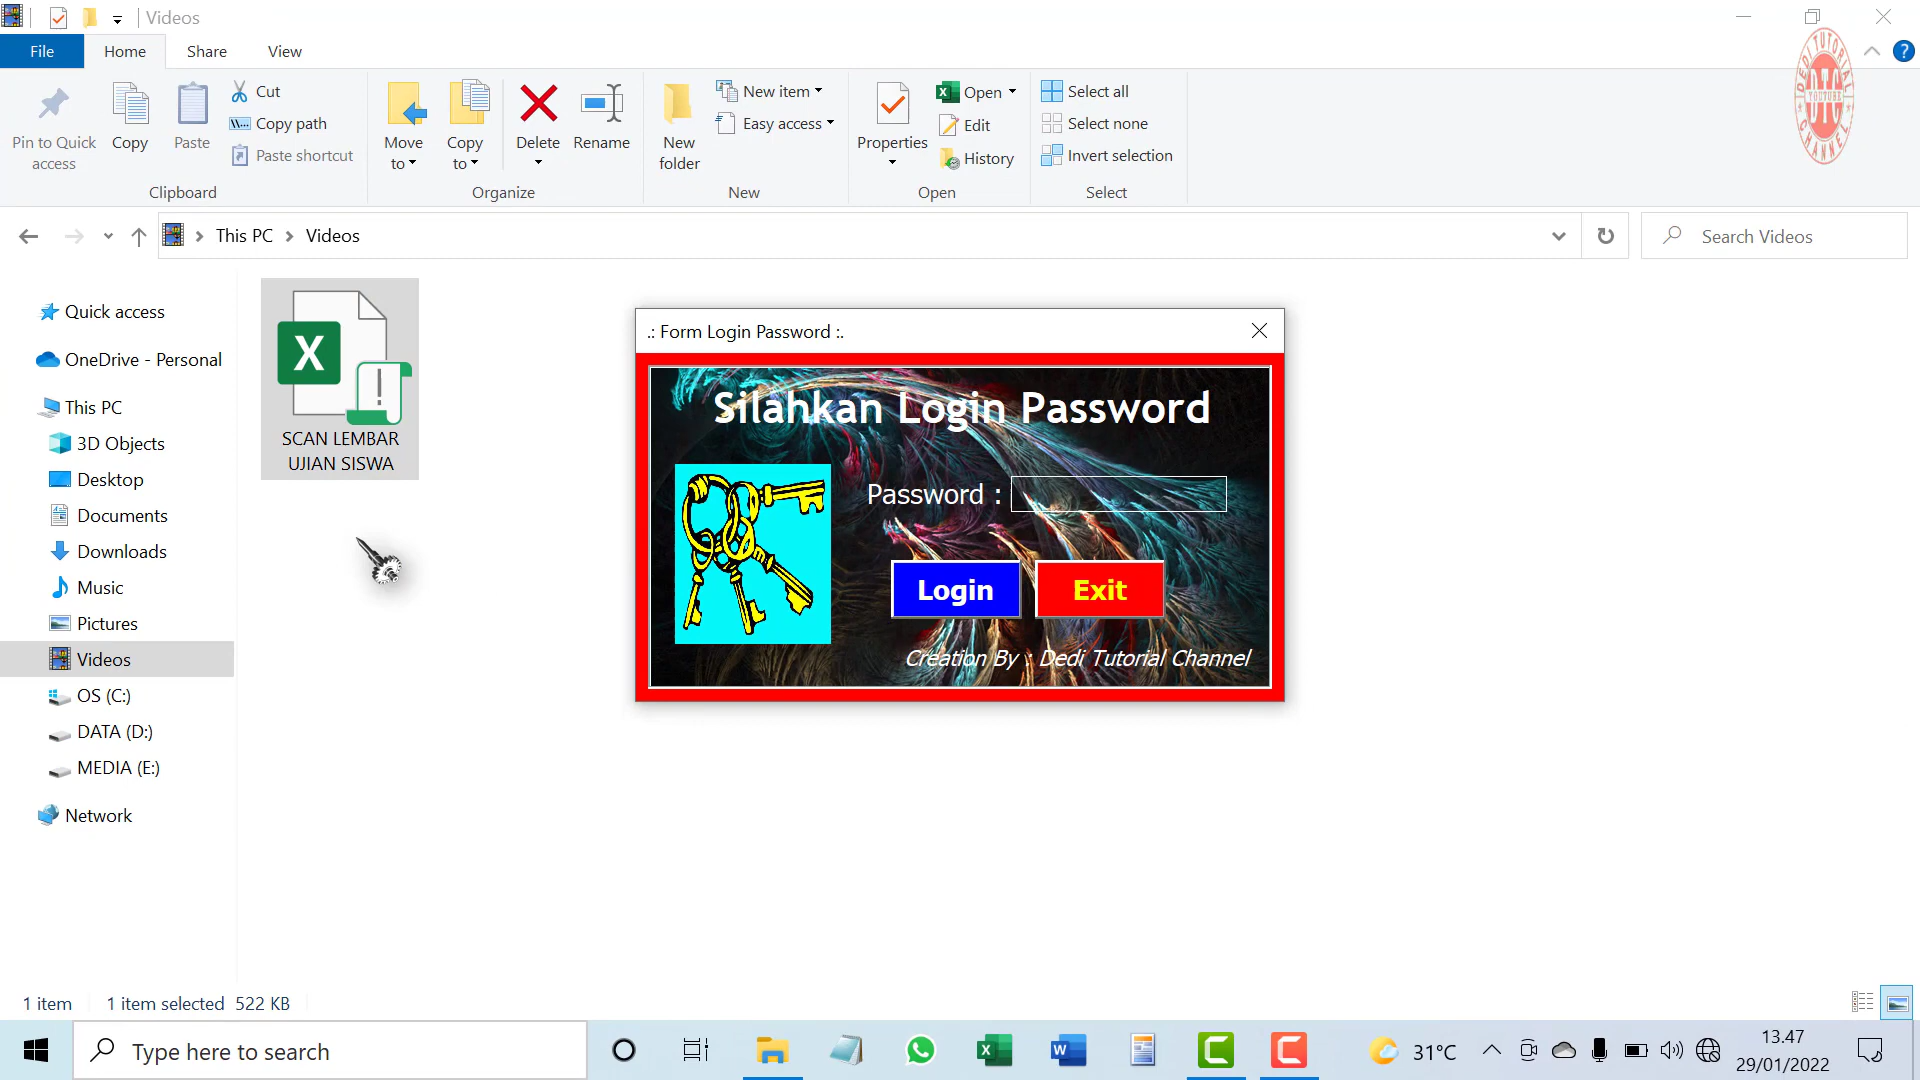 Videos
File
Home
Share
View
Pin to Quick access
Copy
Paste
Cut
Copy path
Paste shortcut
Clipboard
Move to
Copy to
Delete
Rename
Organize
New folder
New item
Easy access
New
Properties
Open
Edit
History
Open
Select all
Select none
Invert selection
Select
DEDI TUTORIAL
DTC
YOUTUBE
CHANNEL
This PC
Videos
Search Videos
Quick access
OneDrive - Personal
This PC
3D Objects
Desktop
Documents
Downloads
Music
Pictures
Videos
OS (C:)
DATA (D:)
MEDIA (E:)
Network
SCAN LEMBAR
UJIAN SISWA
.: Form Login Password :.
Silahkan Login Password
Password :
Login
Exit
Creation By : Dedi Tutorial Channel
1 item
1 item selected 522 KB
Type here to search
31°C
13.47
29/01/2022